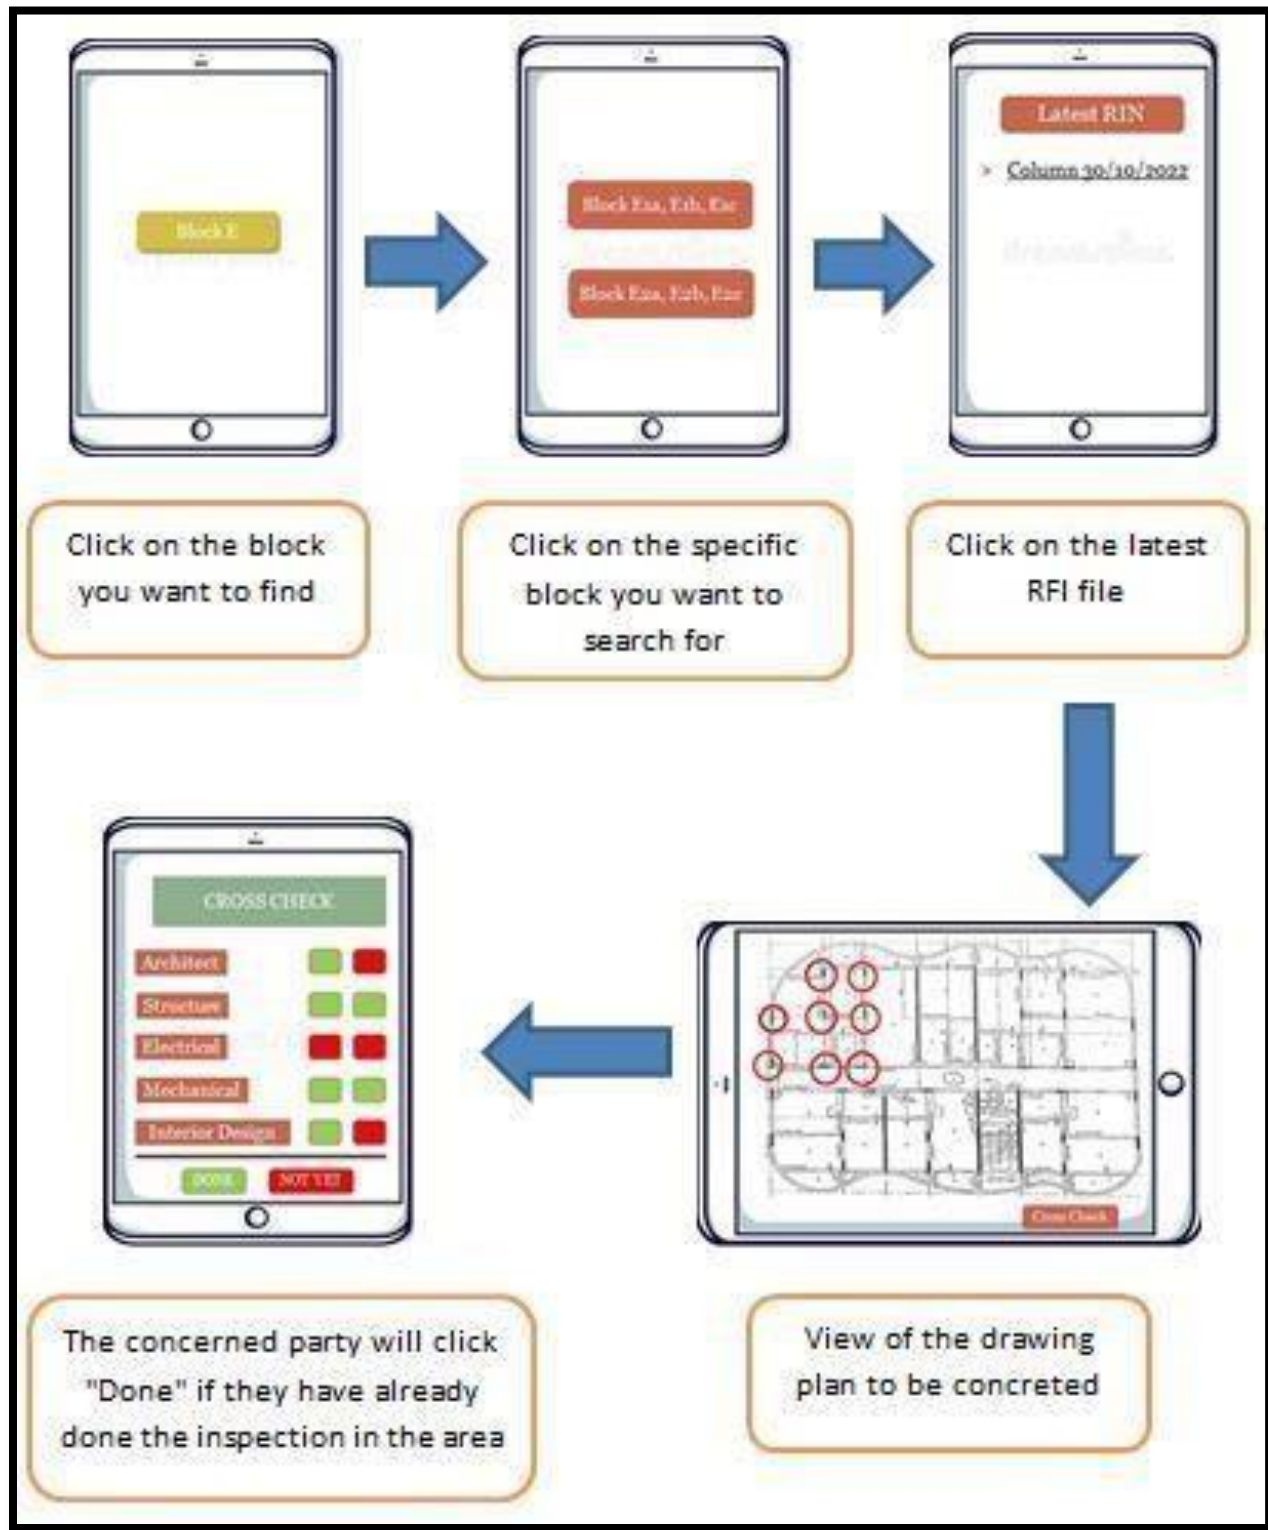 Block E
Block E1a, E1b, E1c
Block E2a, E2b, E2c
Latest RIN
> Column 30/10/2022
Click on the block
you want to find
Click on the specific
block you want to
search for
Click on the latest
RFI file
CROSS CHECK
Architect
Structure
Electrical
Mechanical
Interior Design
DONE
NOT YET
Cross Check
The concerned party will click
"Done" if they have already
done the inspection in the area
View of the drawing
plan to be concreted